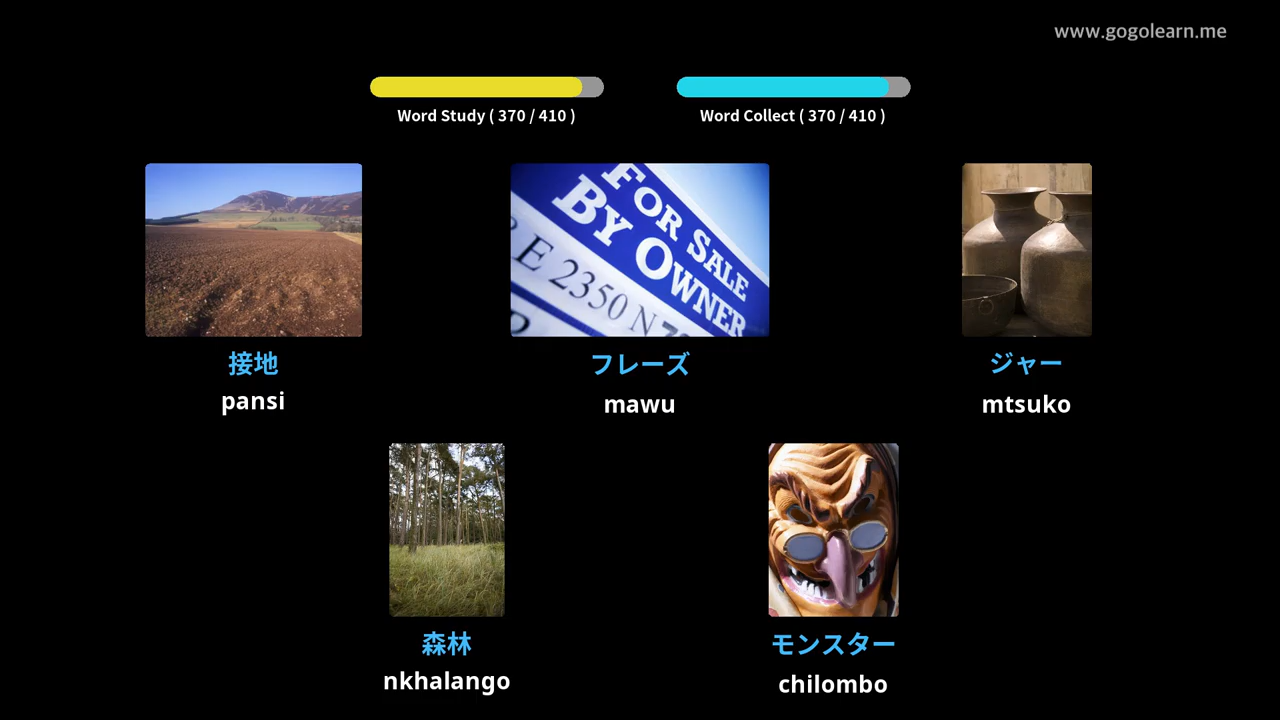 www.gogolearn.me
Word Study ( 370 / 410 )
Word Collect ( 370 / 410 )
FOR SALE
BY OWNER
E 2350 N
接地
pansi
フレーズ
mawu
ジャー
mtsuko
森林
nkhalango
モンスター
chilombo